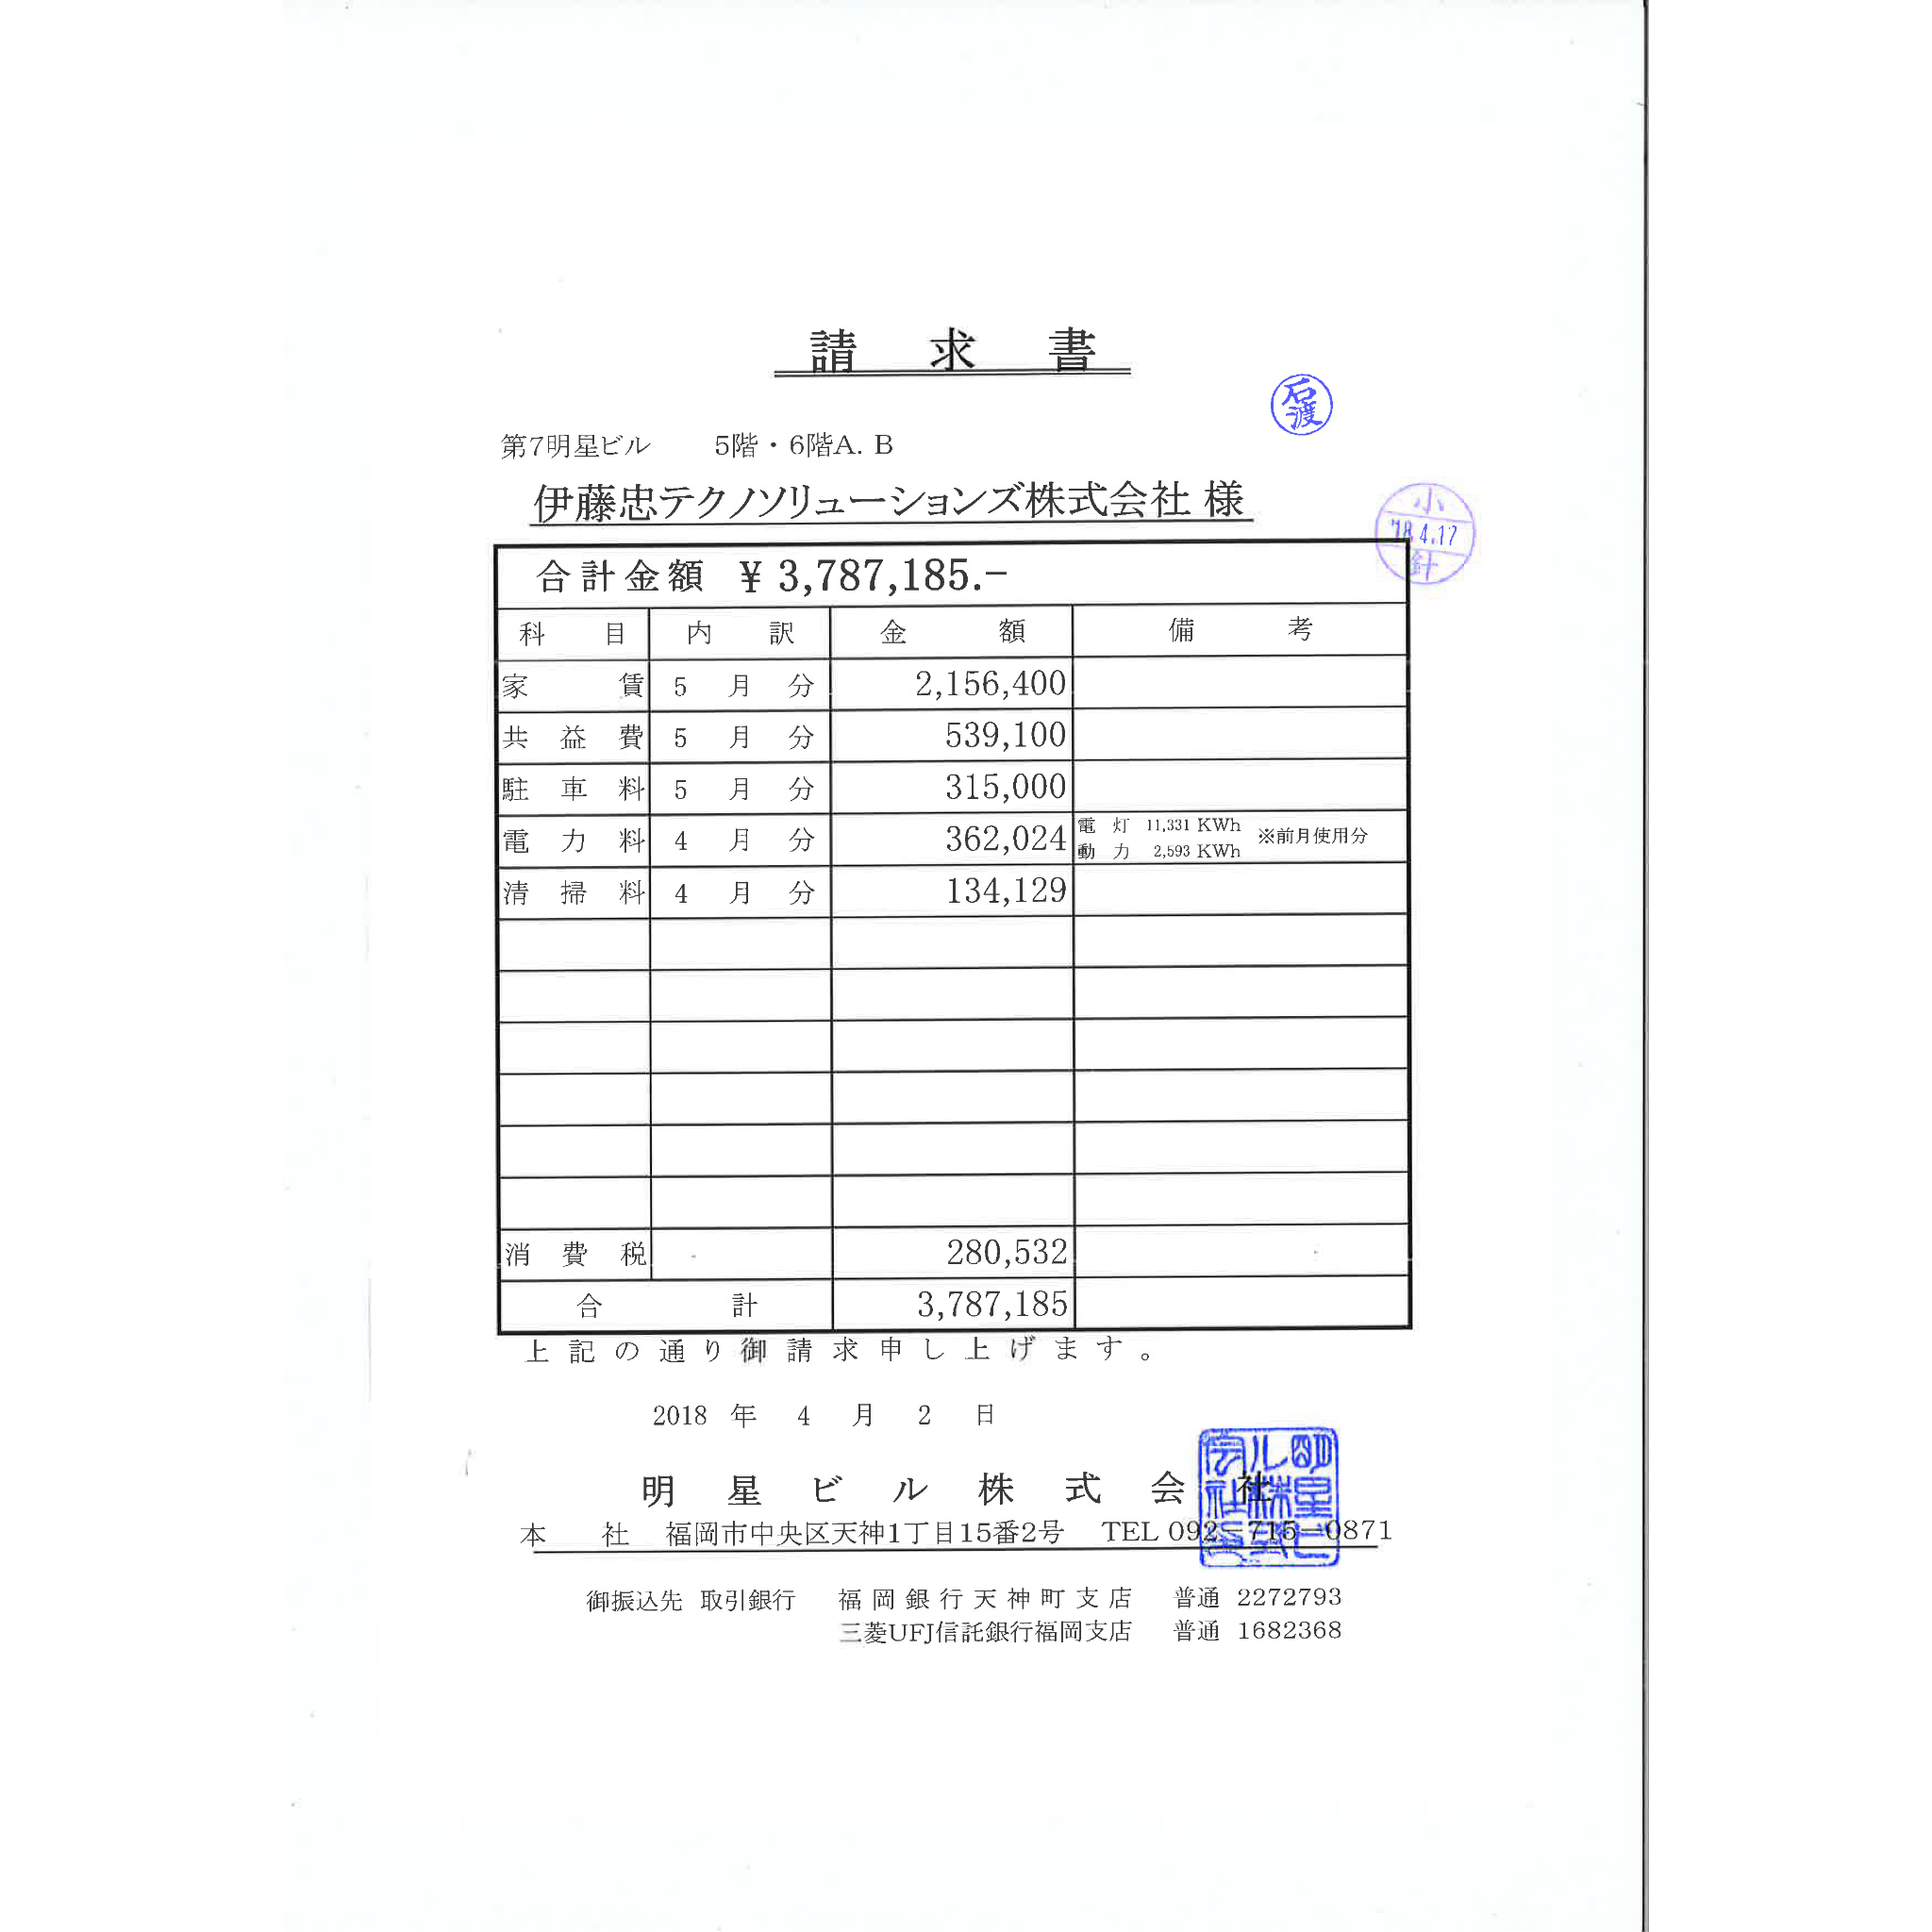 請求書
石渡
第7明星ビル 5階・6階A. B
伊藤忠テクノソリューションズ株式会社 様
小
'18.4.17
針
合計金額 ¥ 3,787,185.-
科目 内訳 金額 備考
家賃 5月分 2,156,400
共益費 5月分 539,100
駐車料 5月分 315,000
電力料 4月分 362,024 電灯 11,331 KWh ※前月使用分
動力 2,593 KWh
清掃料 4月分 134,129
消費税 280,532
合計 3,787,185
上記の通り御請求申し上げます。
2018 年 4 月 2 日
明星ビル株式会社
明星ビル株式会社印
本社 福岡市中央区天神1丁目15番2号 TEL 092-715-0871
御振込先 取引銀行 福岡銀行天神町支店 普通 2272793
三菱UFJ信託銀行福岡支店 普通 1682368